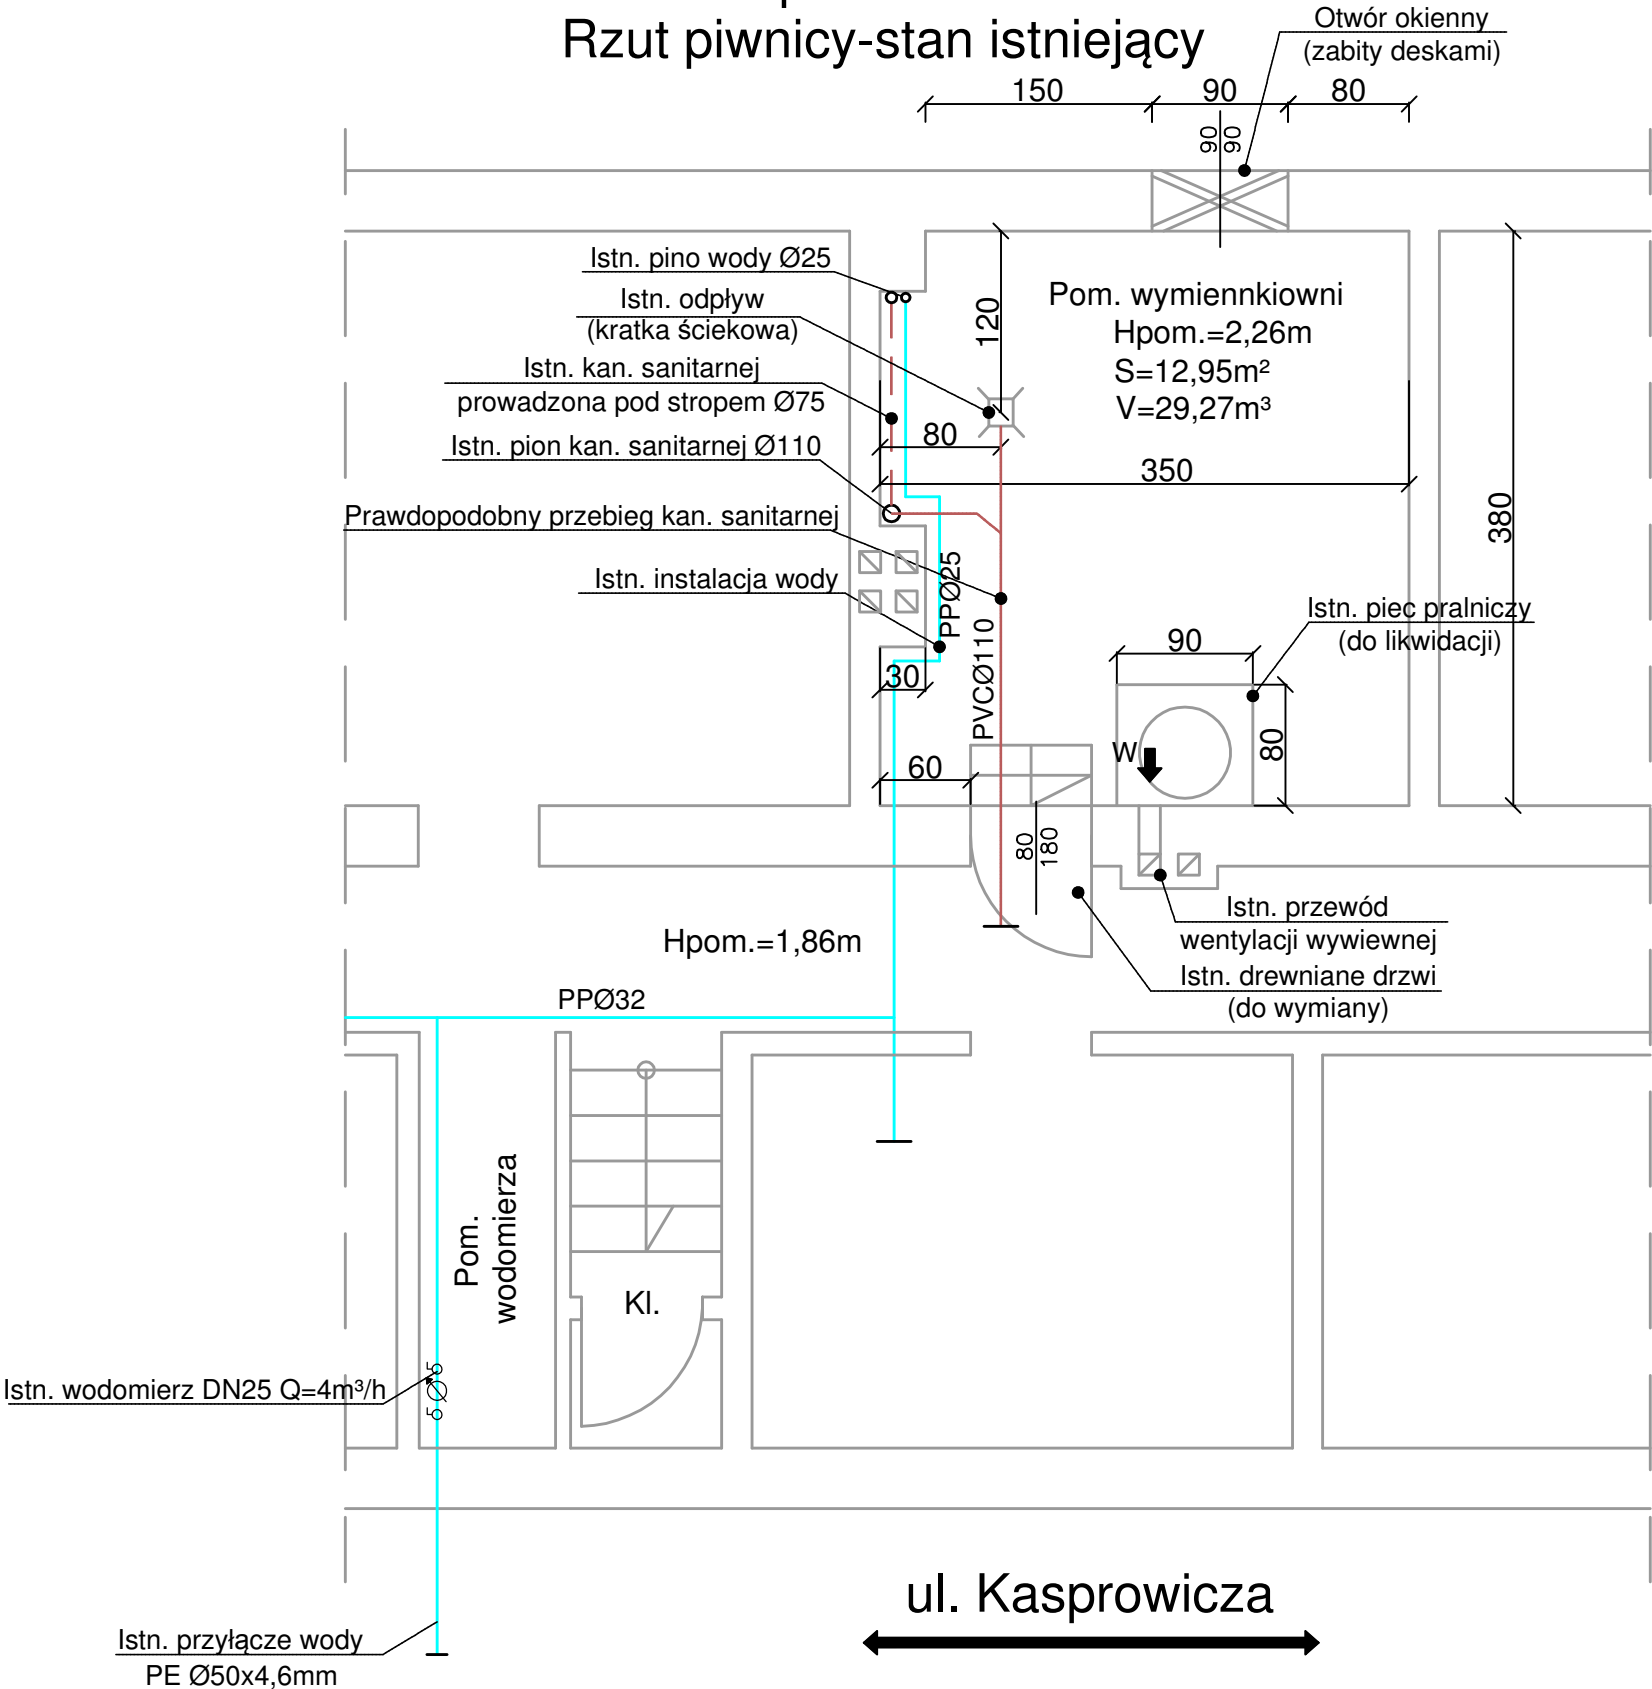 Rzut piwnicy-stan istniejący
Otwór okienny
(zabity deskami)
150
90
80
90
90
Istn. pino wody Ø25
Istn. odpływ
(kratka ściekowa)
Istn. kan. sanitarnej
prowadzona pod stropem Ø75
Istn. pion kan. sanitarnej Ø110
Prawdopodobny przebieg kan. sanitarnej
Istn. instalacja wody
120
Pom. wymiennkiowni
Hpom.=2,26m
S=12,95m²
V=29,27m³
80
350
380
PPØ25
PVCØ110
30
60
Istn. piec pralniczy
(do likwidacji)
90
80
W
80
180
Istn. przewód
wentylacji wywiewnej
Istn. drewniane drzwi
(do wymiany)
Hpom.=1,86m
PPØ32
Pom.
wodomierza
Kl.
Istn. wodomierz DN25 Q=4m³/h
ul. Kasprowicza
Istn. przyłącze wody
PE Ø50x4,6mm